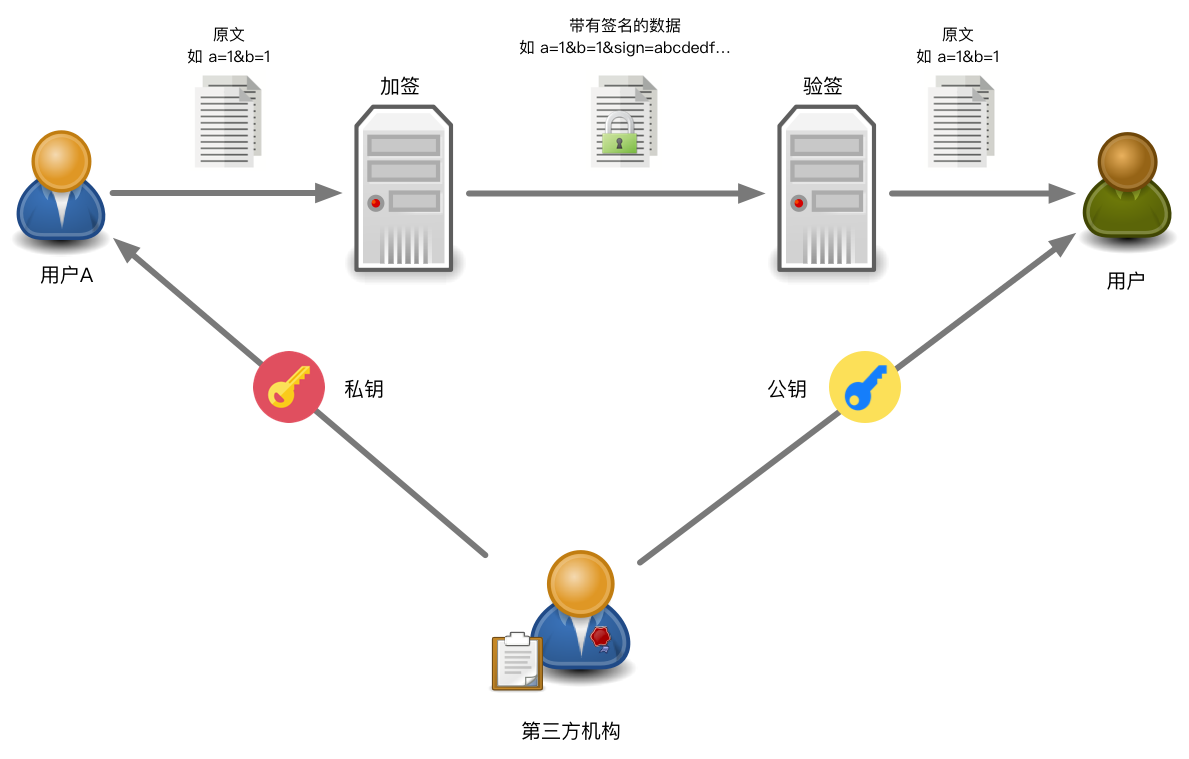 原文
如 a=1&b=1
带有签名的数据
如 a=1&b=1&sign=abcdedf...
原文
如 a=1&b=1
加签
验签
用户A
用户
私钥
公钥
第三方机构